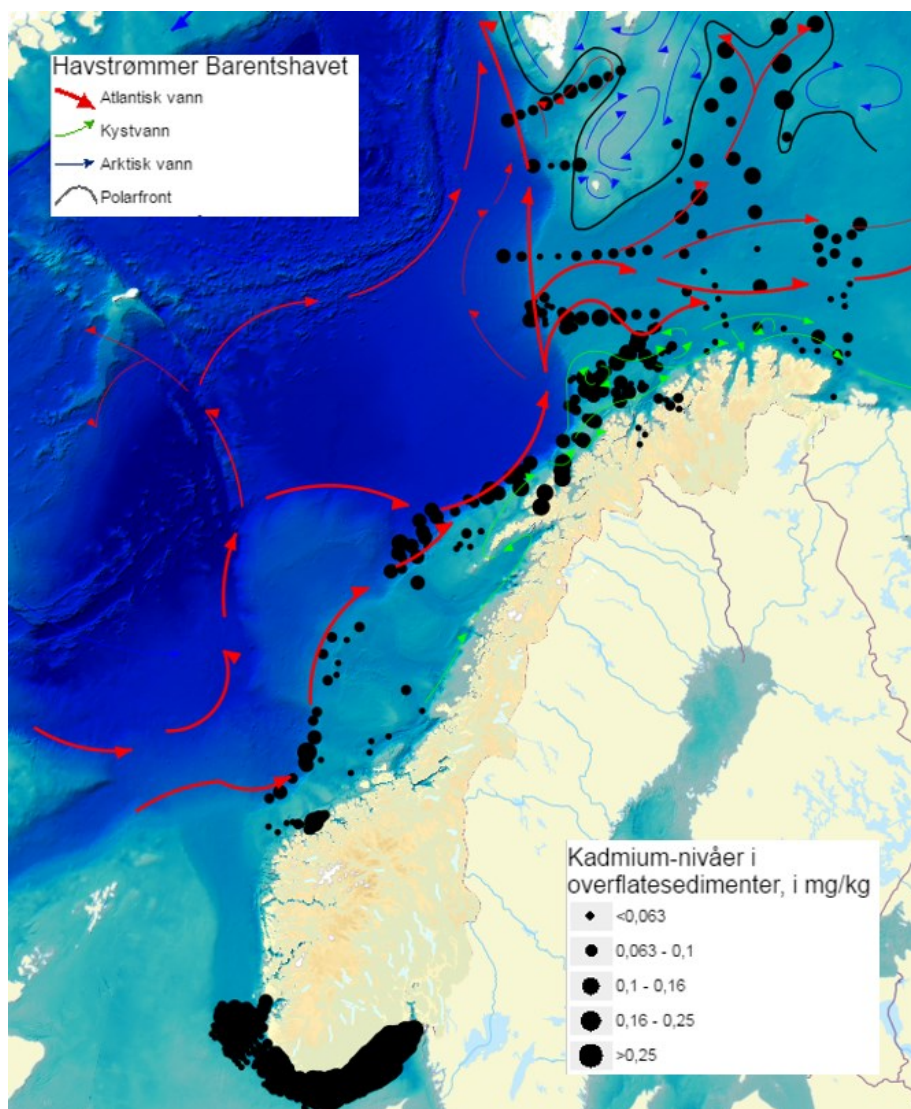 Havstrømmer Barentshavet
Atlantisk vann
Kystvann
Arktisk vann
Polarfront
Kadmium-nivåer i
overflatesedimenter, i mg/kg
<0,063
0,063 - 0,1
0,1 - 0,16
0,16 - 0,25
>0,25